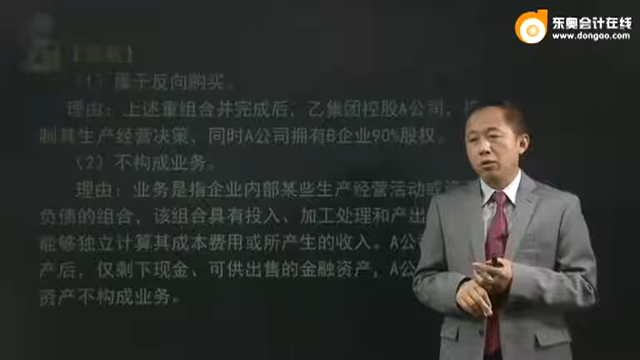 东奥会计在线
www.dongao.com
【答案】
（1）属于反向购买。
理由：上述重组合并完成后，乙集团控股A公司，
制其生产经营决策，同时A公司拥有B企业90%股权。
（2）不构成业务。
理由：业务是指企业内部某些生产经营活动或
负债的组合，该组合具有投入、加工处理和产出
能够独立计算其成本费用或所产生的收入。A公
产后，仅剩下现金、可供出售的金融资产，A公
资产不构成业务。